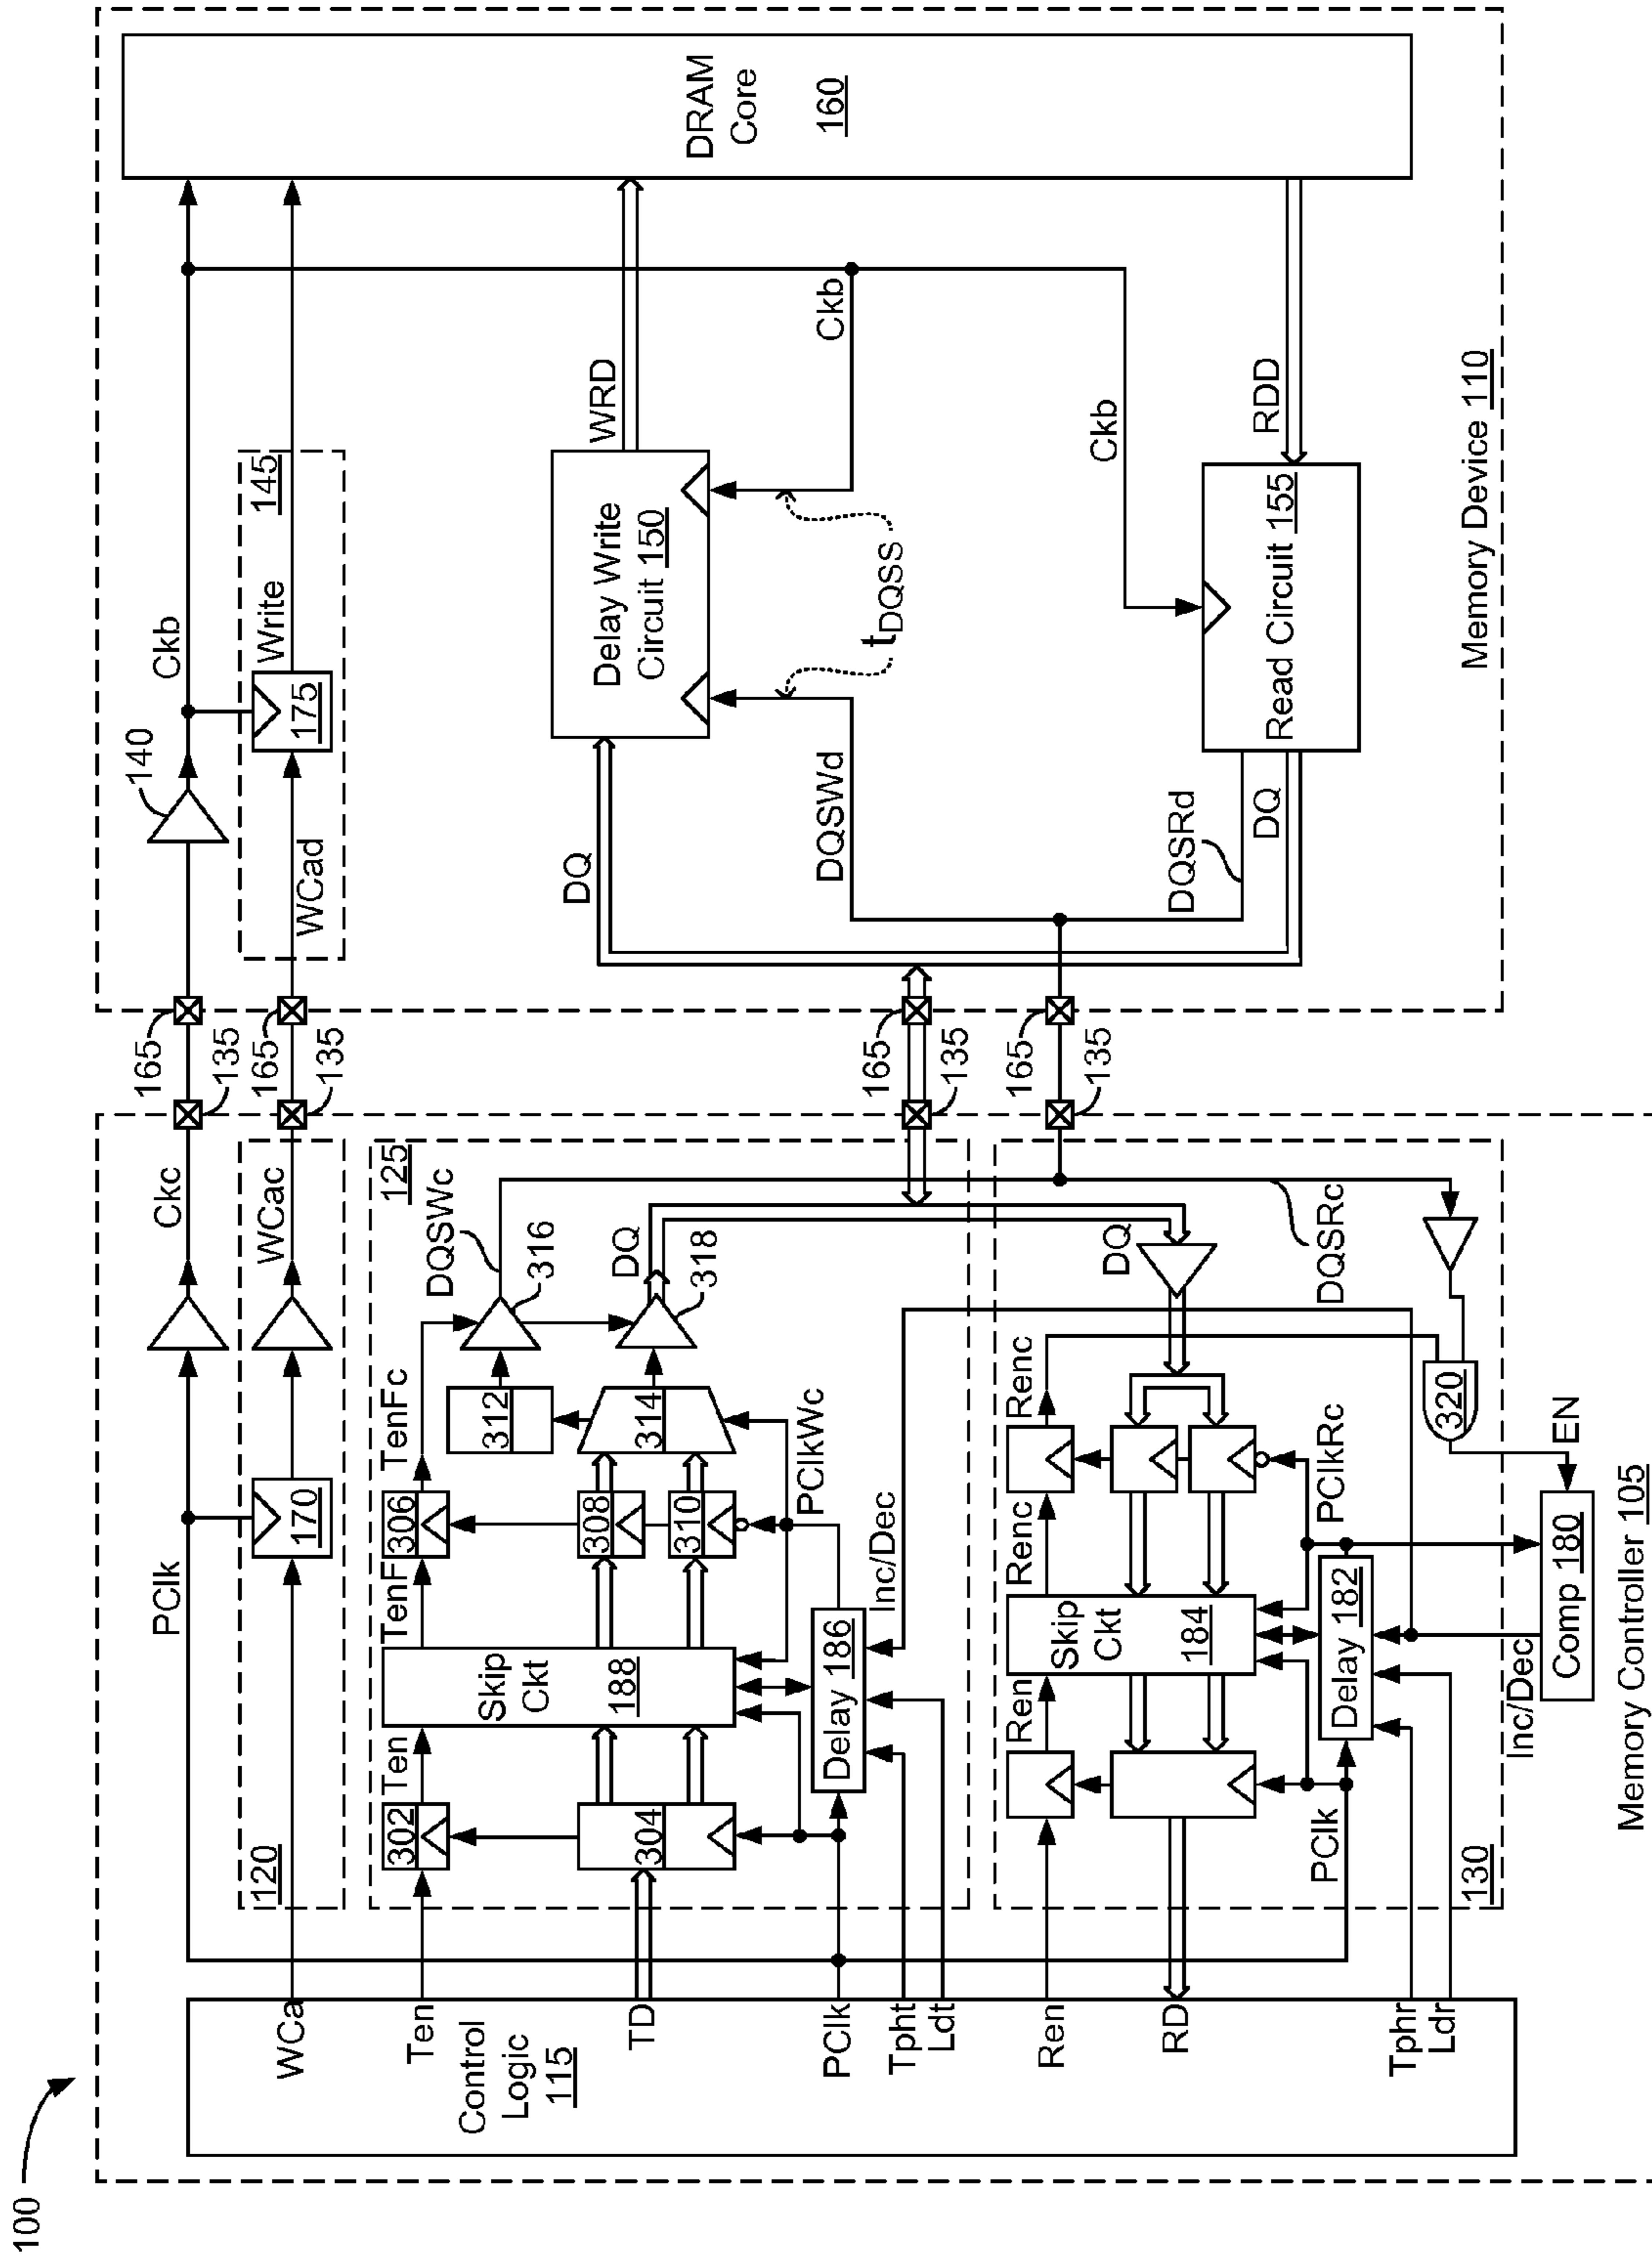 100
PClk
Ckc
165
135
140
Ckb
120
WCa
170
WCac
165
135
WCad
175
Write
145
DRAM
Core
160
Ten
302
Ten
TenF
306
TenFc
125
DQSWc
316
Control
Logic
115
TD
304
Skip
Ckt
188
308
310
312
314
DQ
318
DQ
Delay Write
Circuit 150
WRD
PClk
Tpht
Ldt
Delay 186
PClkWc
Inc/Dec
165
135
DQSWd
tDQSS
Ckb
Ren
Ren
Renc
Renc
DQ
165
135
RD
Skip
Ckt
184
Ckb
DQSRd
DQ
Read Circuit 155
RDD
PClk
PClkRc
DQSRc
Delay 182
320
Tphr
Ldr
130
Inc/Dec
Comp 180
EN
Memory Controller 105
Memory Device 110